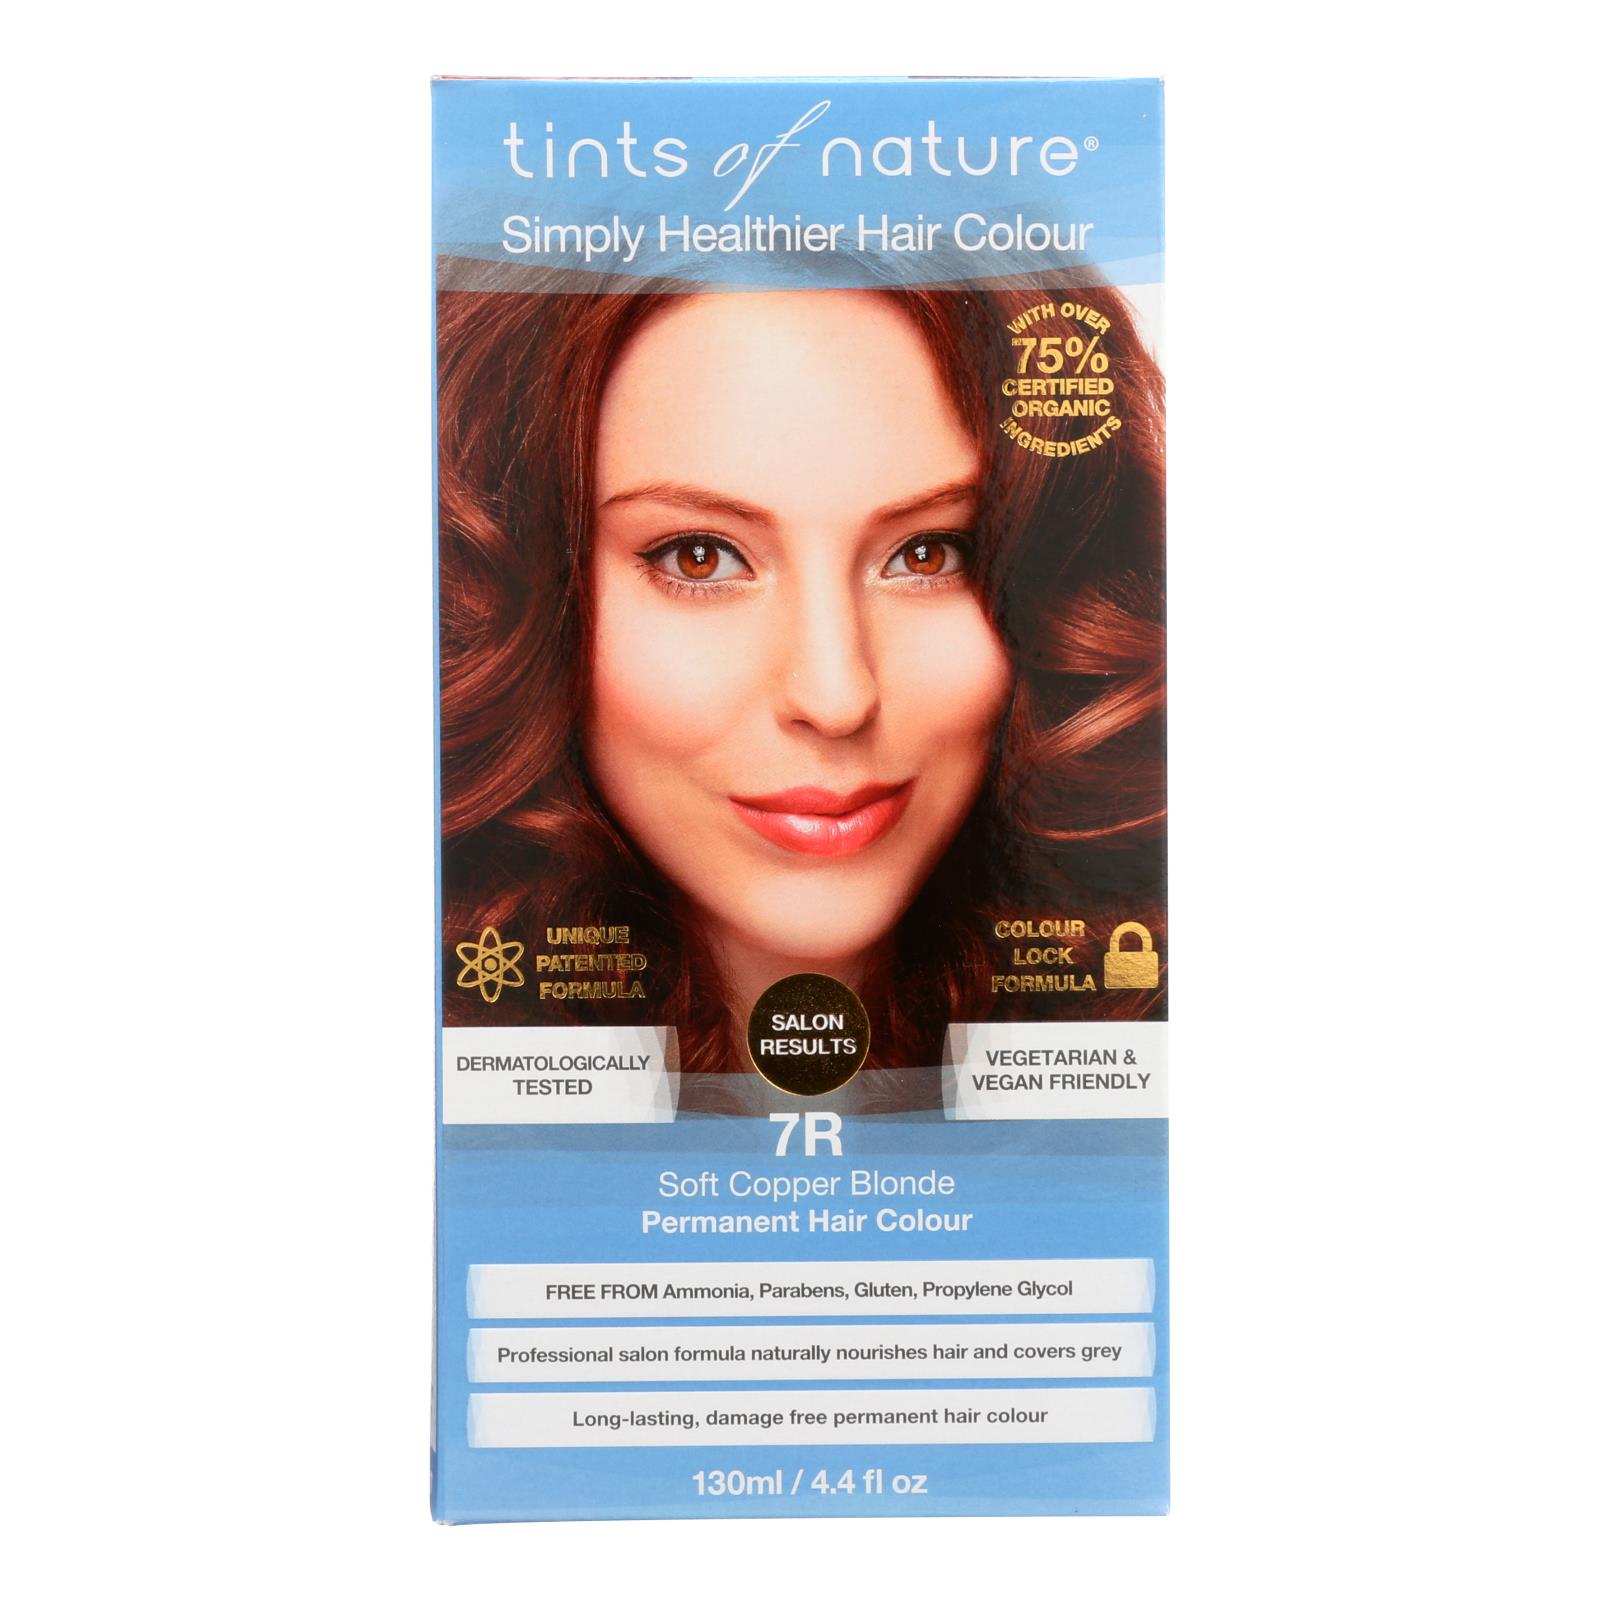 tints of nature®
Simply Healthier Hair Colour
WITH OVER
75%
CERTIFIED
ORGANIC
INGREDIENTS
UNIQUE
PATENTED
FORMULA
COLOUR
LOCK
FORMULA
SALON
RESULTS
DERMATOLOGICALLY
TESTED
VEGETARIAN &
VEGAN FRIENDLY
7R
Soft Copper Blonde
Permanent Hair Colour
FREE FROM Ammonia, Parabens, Gluten, Propylene Glycol
Professional salon formula naturally nourishes hair and covers grey
Long-lasting, damage free permanent hair colour
130ml / 4.4 fl oz